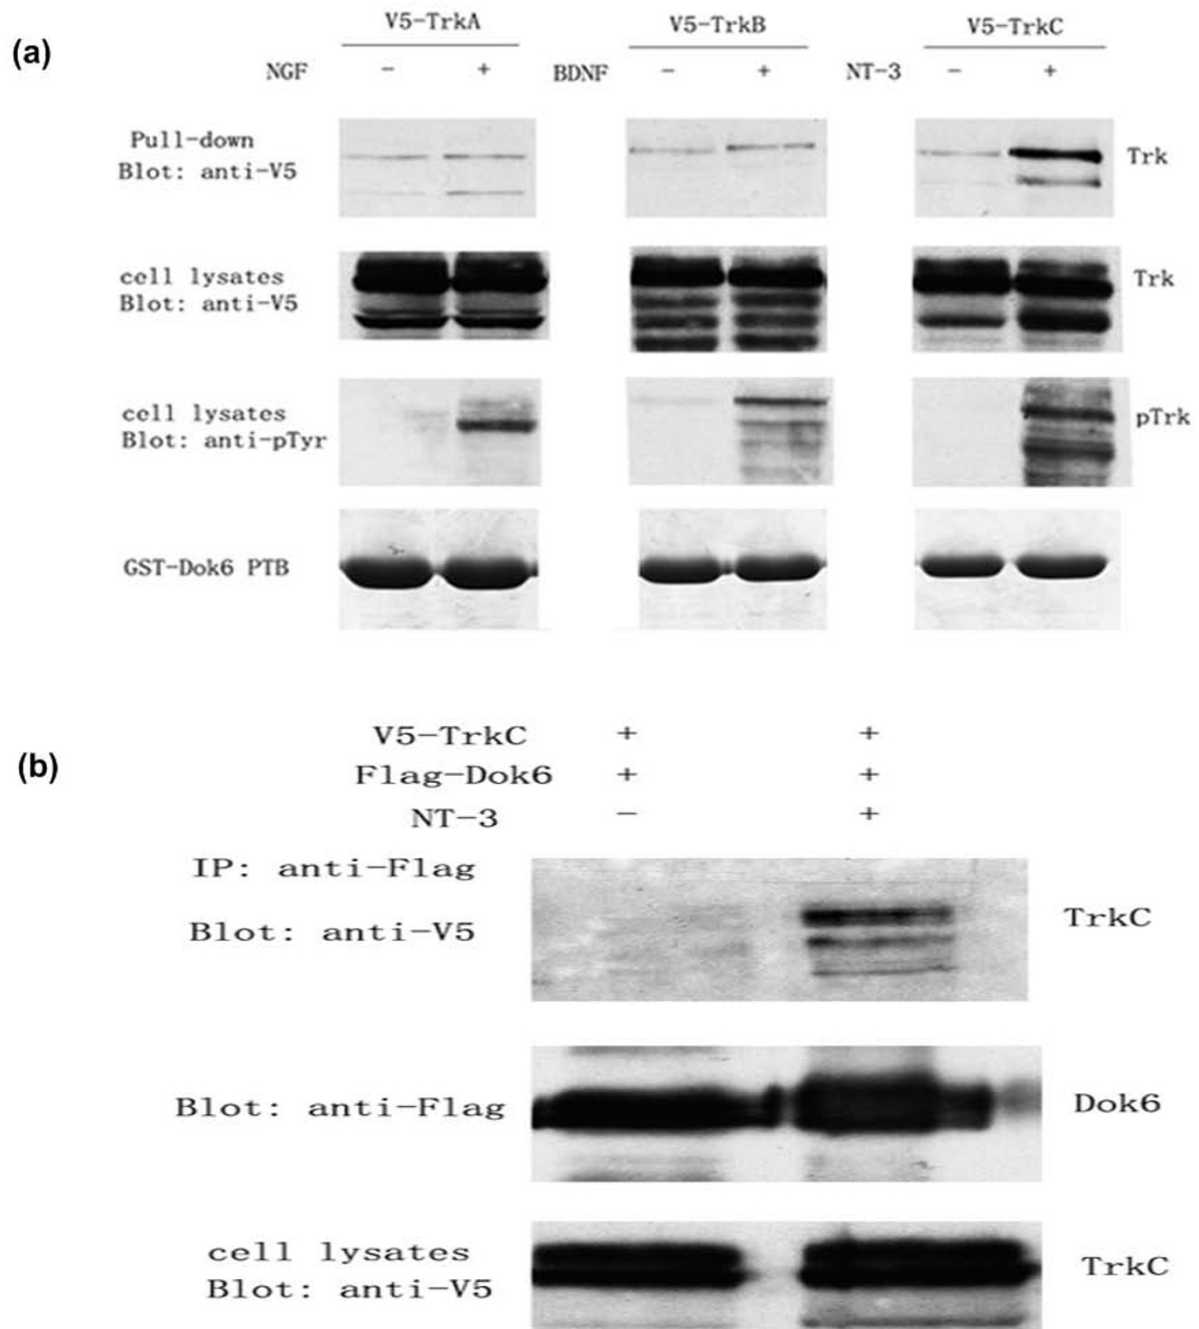 (a)
V5-TrkA V5-TrkB V5-TrkC
NGF − + BDNF − + NT-3 − +
Pull-down
Blot: anti-V5
Trk
cell lysates
Blot: anti-V5
Trk
cell lysates
Blot: anti-pTyr
pTrk
GST-Dok6 PTB
(b)
V5-TrkC + +
Flag-Dok6 + +
NT-3 − +
IP: anti-Flag
Blot: anti-V5
TrkC
Blot: anti-Flag
Dok6
cell lysates
Blot: anti-V5
TrkC